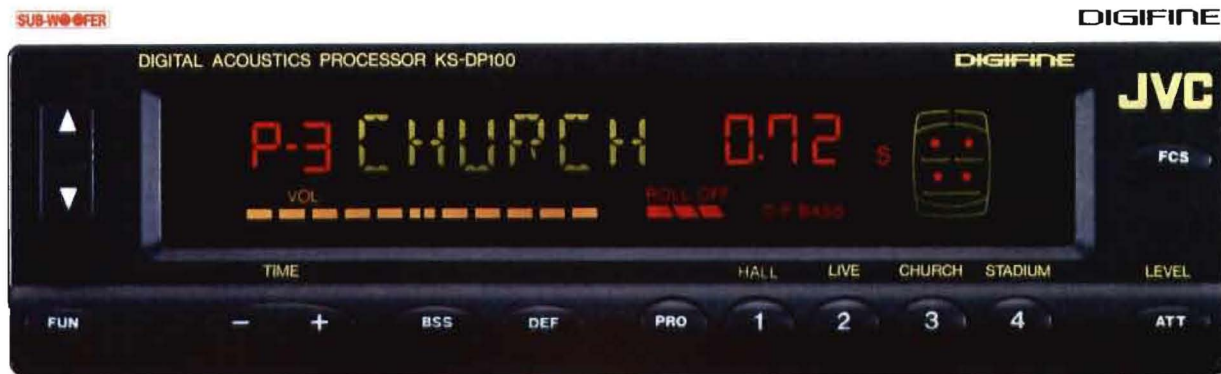 SUB-WOOFER
DIGIFINE
DIGITAL ACOUSTICS PROCESSOR KS-DP100
DIGIFINE
JVC
P-3 CHURCH 0.72 S
VOL
ROLL OFF
D-F BASS
FCS
TIME
HALL LIVE CHURCH STADIUM
LEVEL
FUN - + BSS DEF PRO 1 2 3 4 ATT